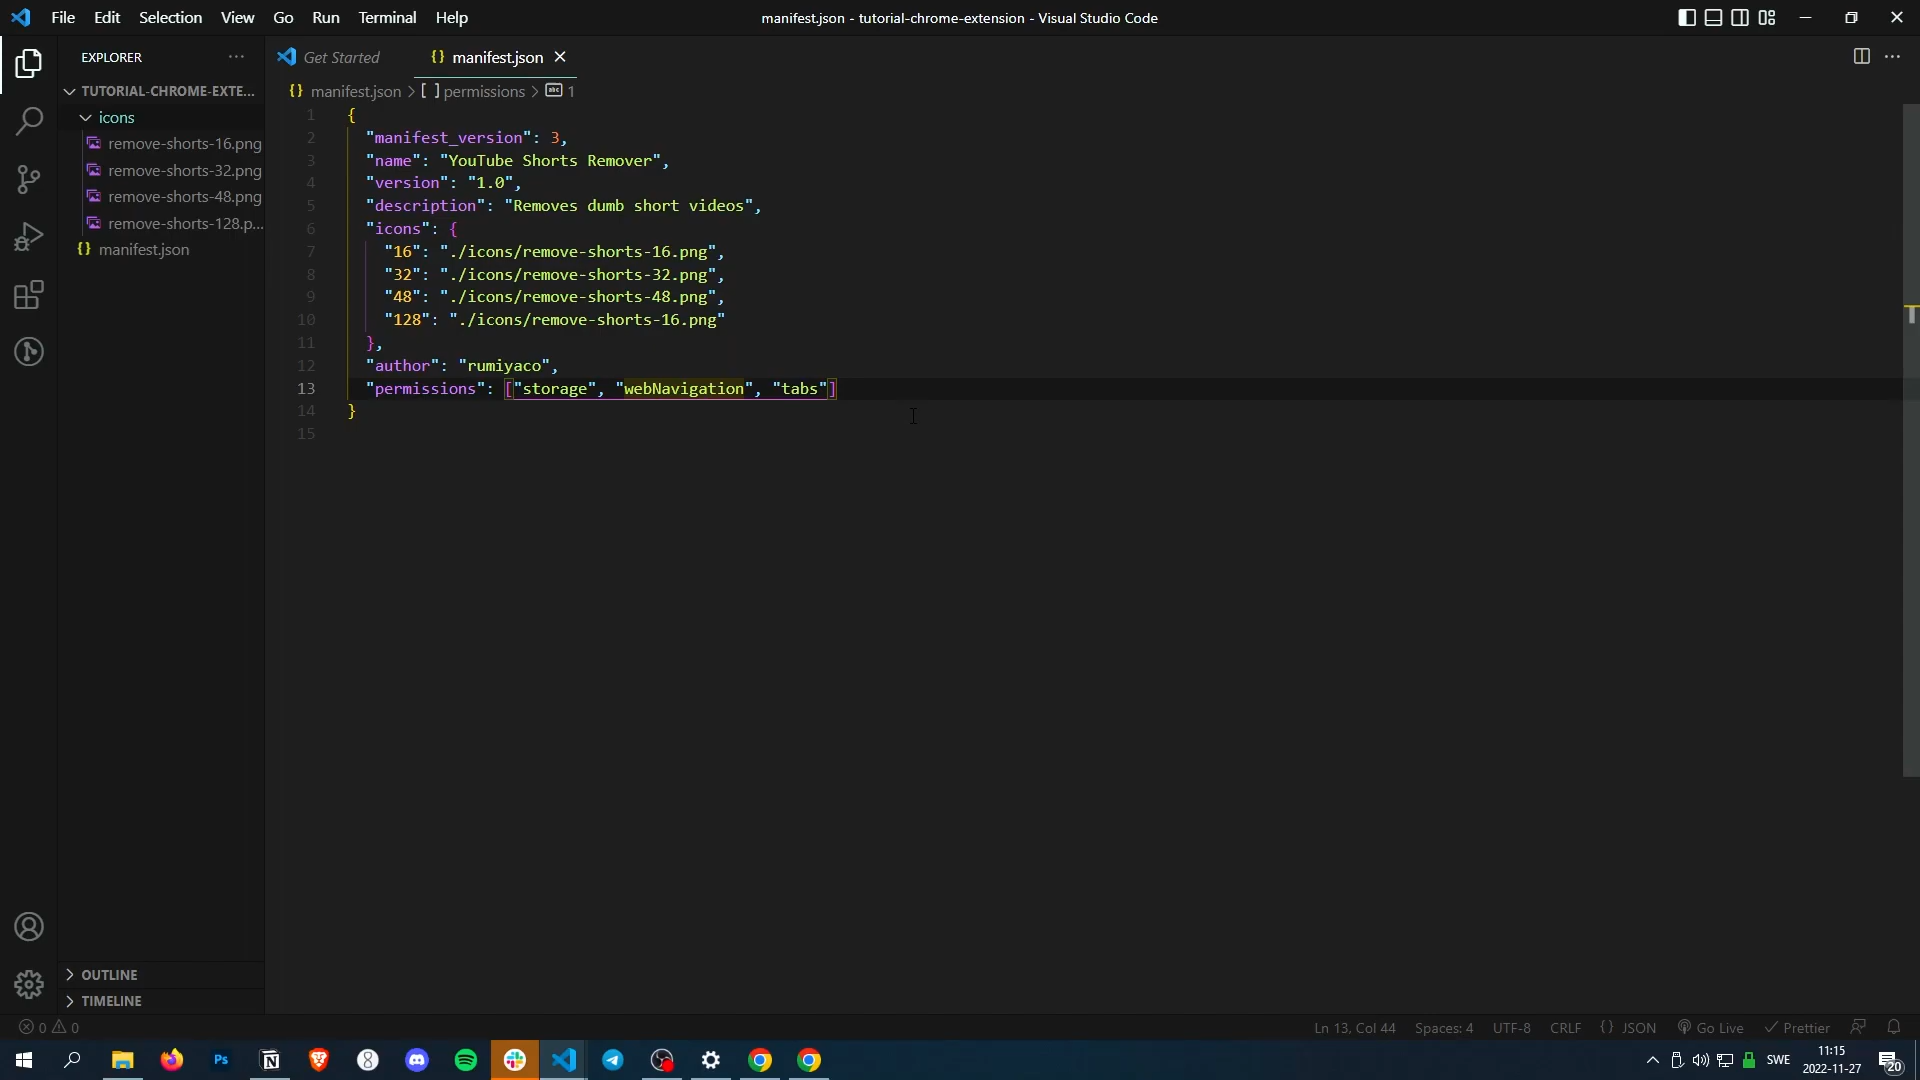 File Edit Selection View Go Run Terminal Help
manifest.json - tutorial-chrome-extension - Visual Studio Code
EXPLORER
Get Started
manifest.json
TUTORIAL-CHROME-EXTE...
manifest.json > [ ] permissions > abc 1
icons
remove-shorts-16.png
remove-shorts-32.png
remove-shorts-48.png
remove-shorts-128.p...
manifest.json
1 {
2 "manifest_version": 3,
3 "name": "YouTube Shorts Remover",
4 "version": "1.0",
5 "description": "Removes dumb short videos",
6 "icons": {
7 "16": "./icons/remove-shorts-16.png",
8 "32": "./icons/remove-shorts-32.png",
9 "48": "./icons/remove-shorts-48.png",
10 "128": "./icons/remove-shorts-16.png"
11 },
12 "author": "rumiyaco",
13 "permissions": ["storage", "webNavigation", "tabs"]
14 }
15
OUTLINE
TIMELINE
0 0
Ln 13, Col 44 Spaces: 4 UTF-8 CRLF { } JSON Go Live Prettier
Ps
SWE
11:15
2022-11-27
20